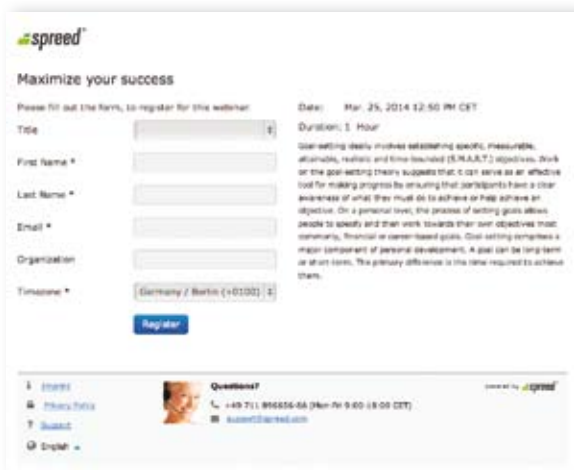 spreed
Maximize your success
Please fill out the form, to register for this webinar.
Title
First Name *
Last Name *
Email *
Organization
Timezone *
Germany / Berlin (+0100)
Register
Date: Mar. 25, 2014 12:50 PM CET
Duration: 1 Hour
Goal-setting ideally involves establishing specific, measurable,
attainable, realistic and time-bounded (S.M.A.R.T.) objectives. Work
on the goal-setting theory suggests that it can serve as an effective
tool for making progress by ensuring that participants have a clear
awareness of what they must do to achieve or help achieve an
objective. On a personal level, the process of setting goals allows
people to specify and then work towards their own objectives most
commonly, financial or career-based goals. Goal-setting comprises a
major component of personal development. A goal can be long-term
or short-term. The primary difference is the time required to achieve
them.
Imprint
Privacy Policy
? Support
English
Questions?
+49 711 (Mon-Fri 9:00-18:00 CET)
support@spreed.com
powered by spreed